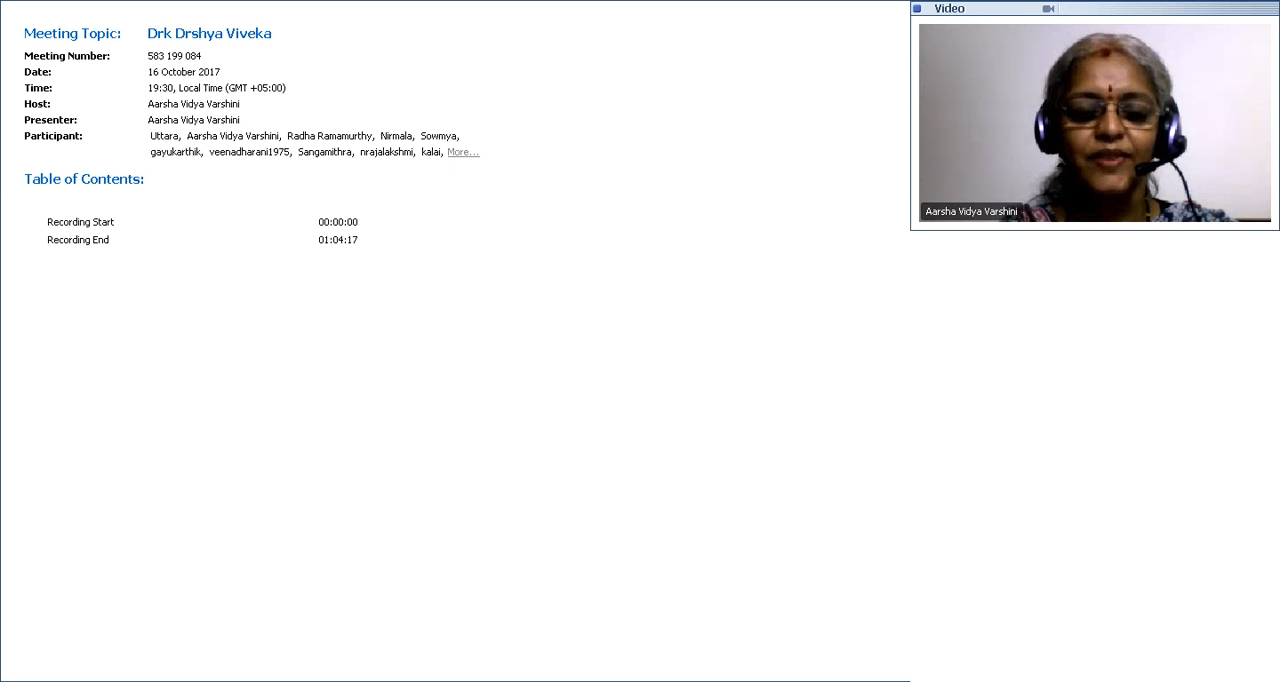 Meeting Topic: Drk Drshya Viveka
Meeting Number: 583 199 084
Date: 16 October 2017
Time: 19:30, Local Time (GMT +05:00)
Host: Aarsha Vidya Varshini
Presenter: Aarsha Vidya Varshini
Participant: Uttara, Aarsha Vidya Varshini, Radha Ramamurthy, Nirmala, Sowmya,
gayukarthik, veenadharani1975, Sangamithra, nrajalakshmi, kalai, More...
Table of Contents:
Recording Start 00:00:00
Recording End 01:04:17
Video
Aarsha Vidya Varshini